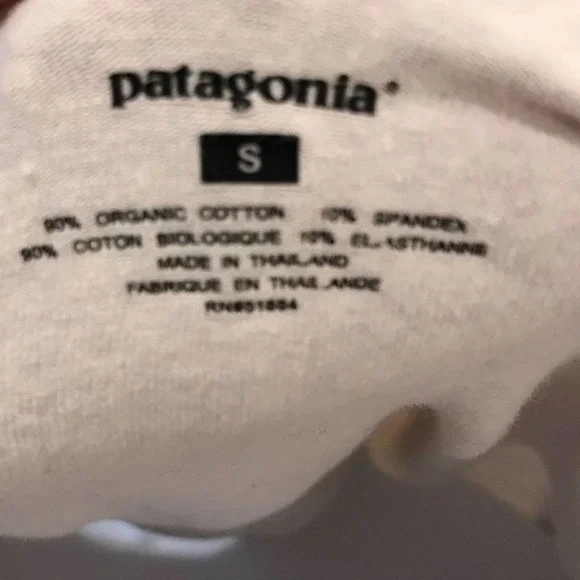 patagonia®
S
90% ORGANIC COTTON 10% SPANDEX
90% COTON BIOLOGIQUE 10% ELASTHANNE
MADE IN THAILAND
FABRIQUE EN THAILANDE
RN#51884